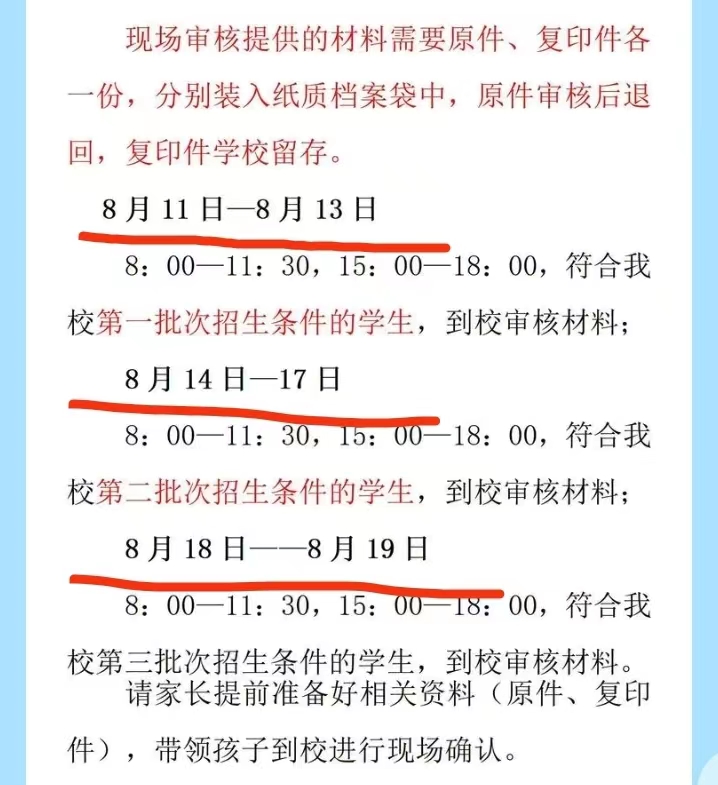 现场审核提供的材料需要原件、复印件各
一份，分别装入纸质档案袋中，原件审核后退
回，复印件学校留存。
8 月 11 日—8 月 13 日
8：00—11：30，15：00—18：00，符合我
校第一批次招生条件的学生，到校审核材料；
8 月 14 日—17 日
8：00—11：30，15：00—18：00，符合我
校第二批次招生条件的学生，到校审核材料；
8 月 18 日——8 月 19 日
8：00—11：30，15：00—18：00，符合我
校第三批次招生条件的学生，到校审核材料。
请家长提前准备好相关资料（原件、复印
件），带领孩子到校进行现场确认。